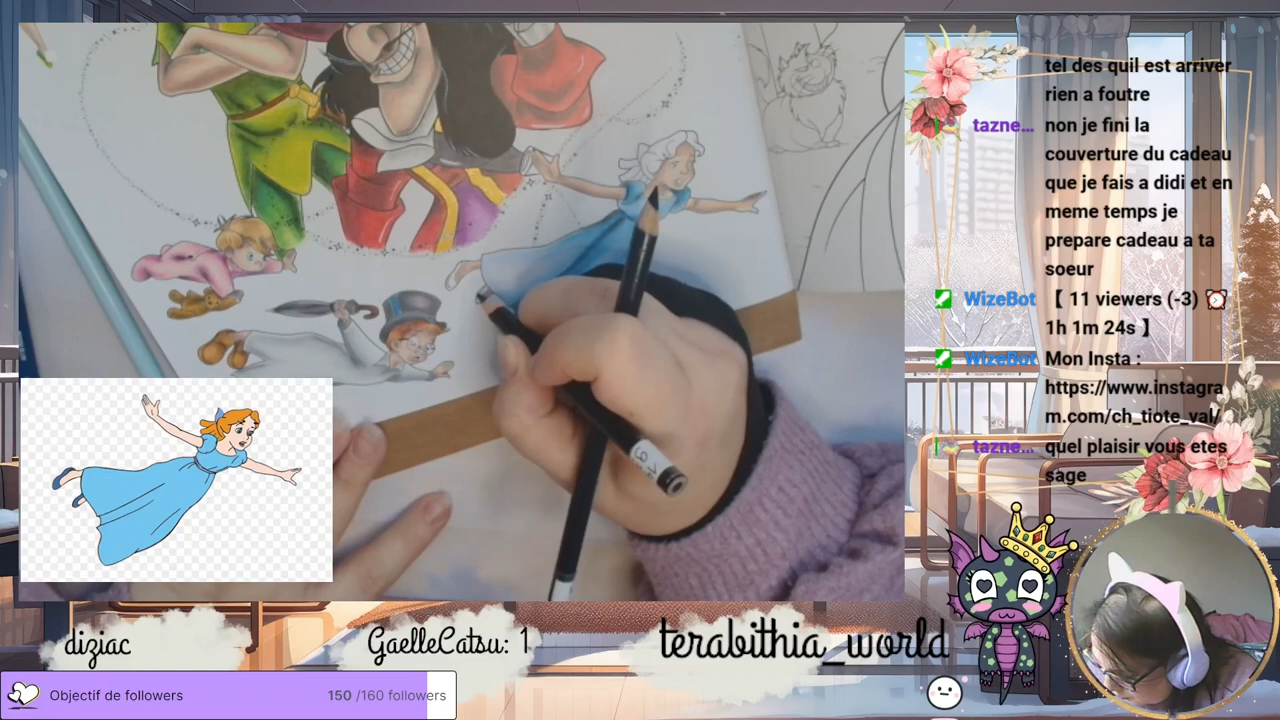 tel des quil est arriver
rien a foutre
tazne... non je fini la
couverture du cadeau
que je fais a didi et en
meme temps je
prepare cadeau a ta
soeur
WizeBot 【 11 viewers (-3) ⏰
1h 1m 24s 】
WizeBot Mon Insta :
https://www.instagra
m.com/ch_tiote_val/
tazne... quel plaisir vous etes
sage
diziac
GaelleCatsu: 1
terabithia_world
Objectif de followers 150 /160 followers